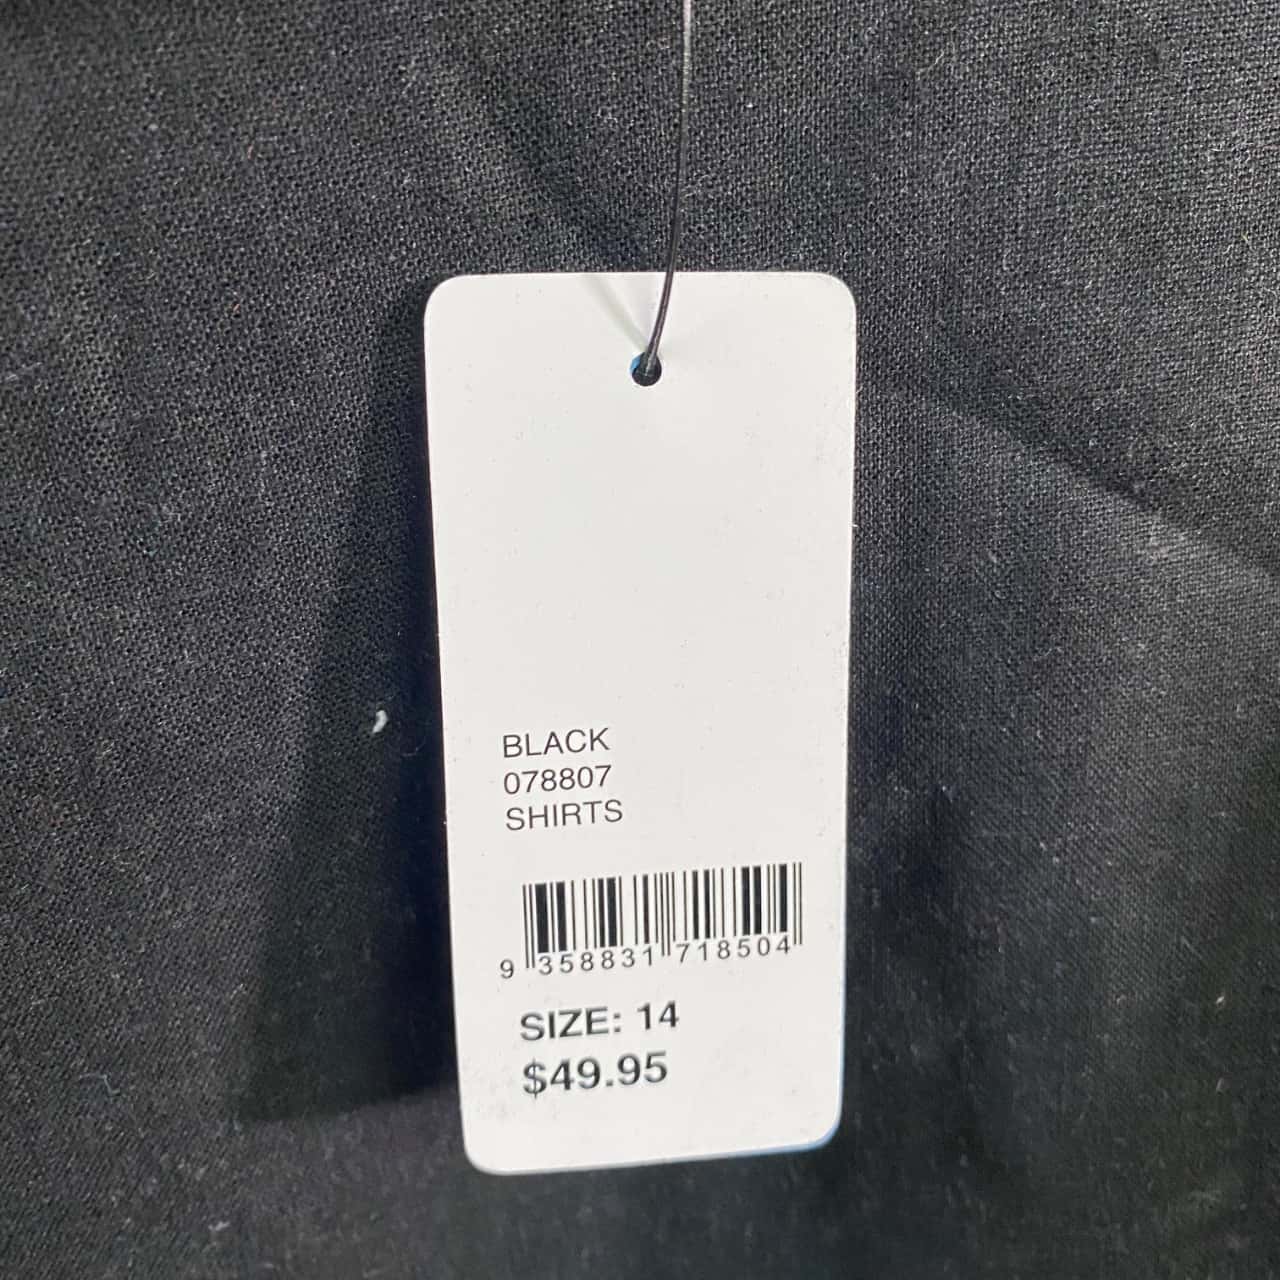 BLACK
078807
SHIRTS
9 358831 718504
SIZE: 14
$49.95